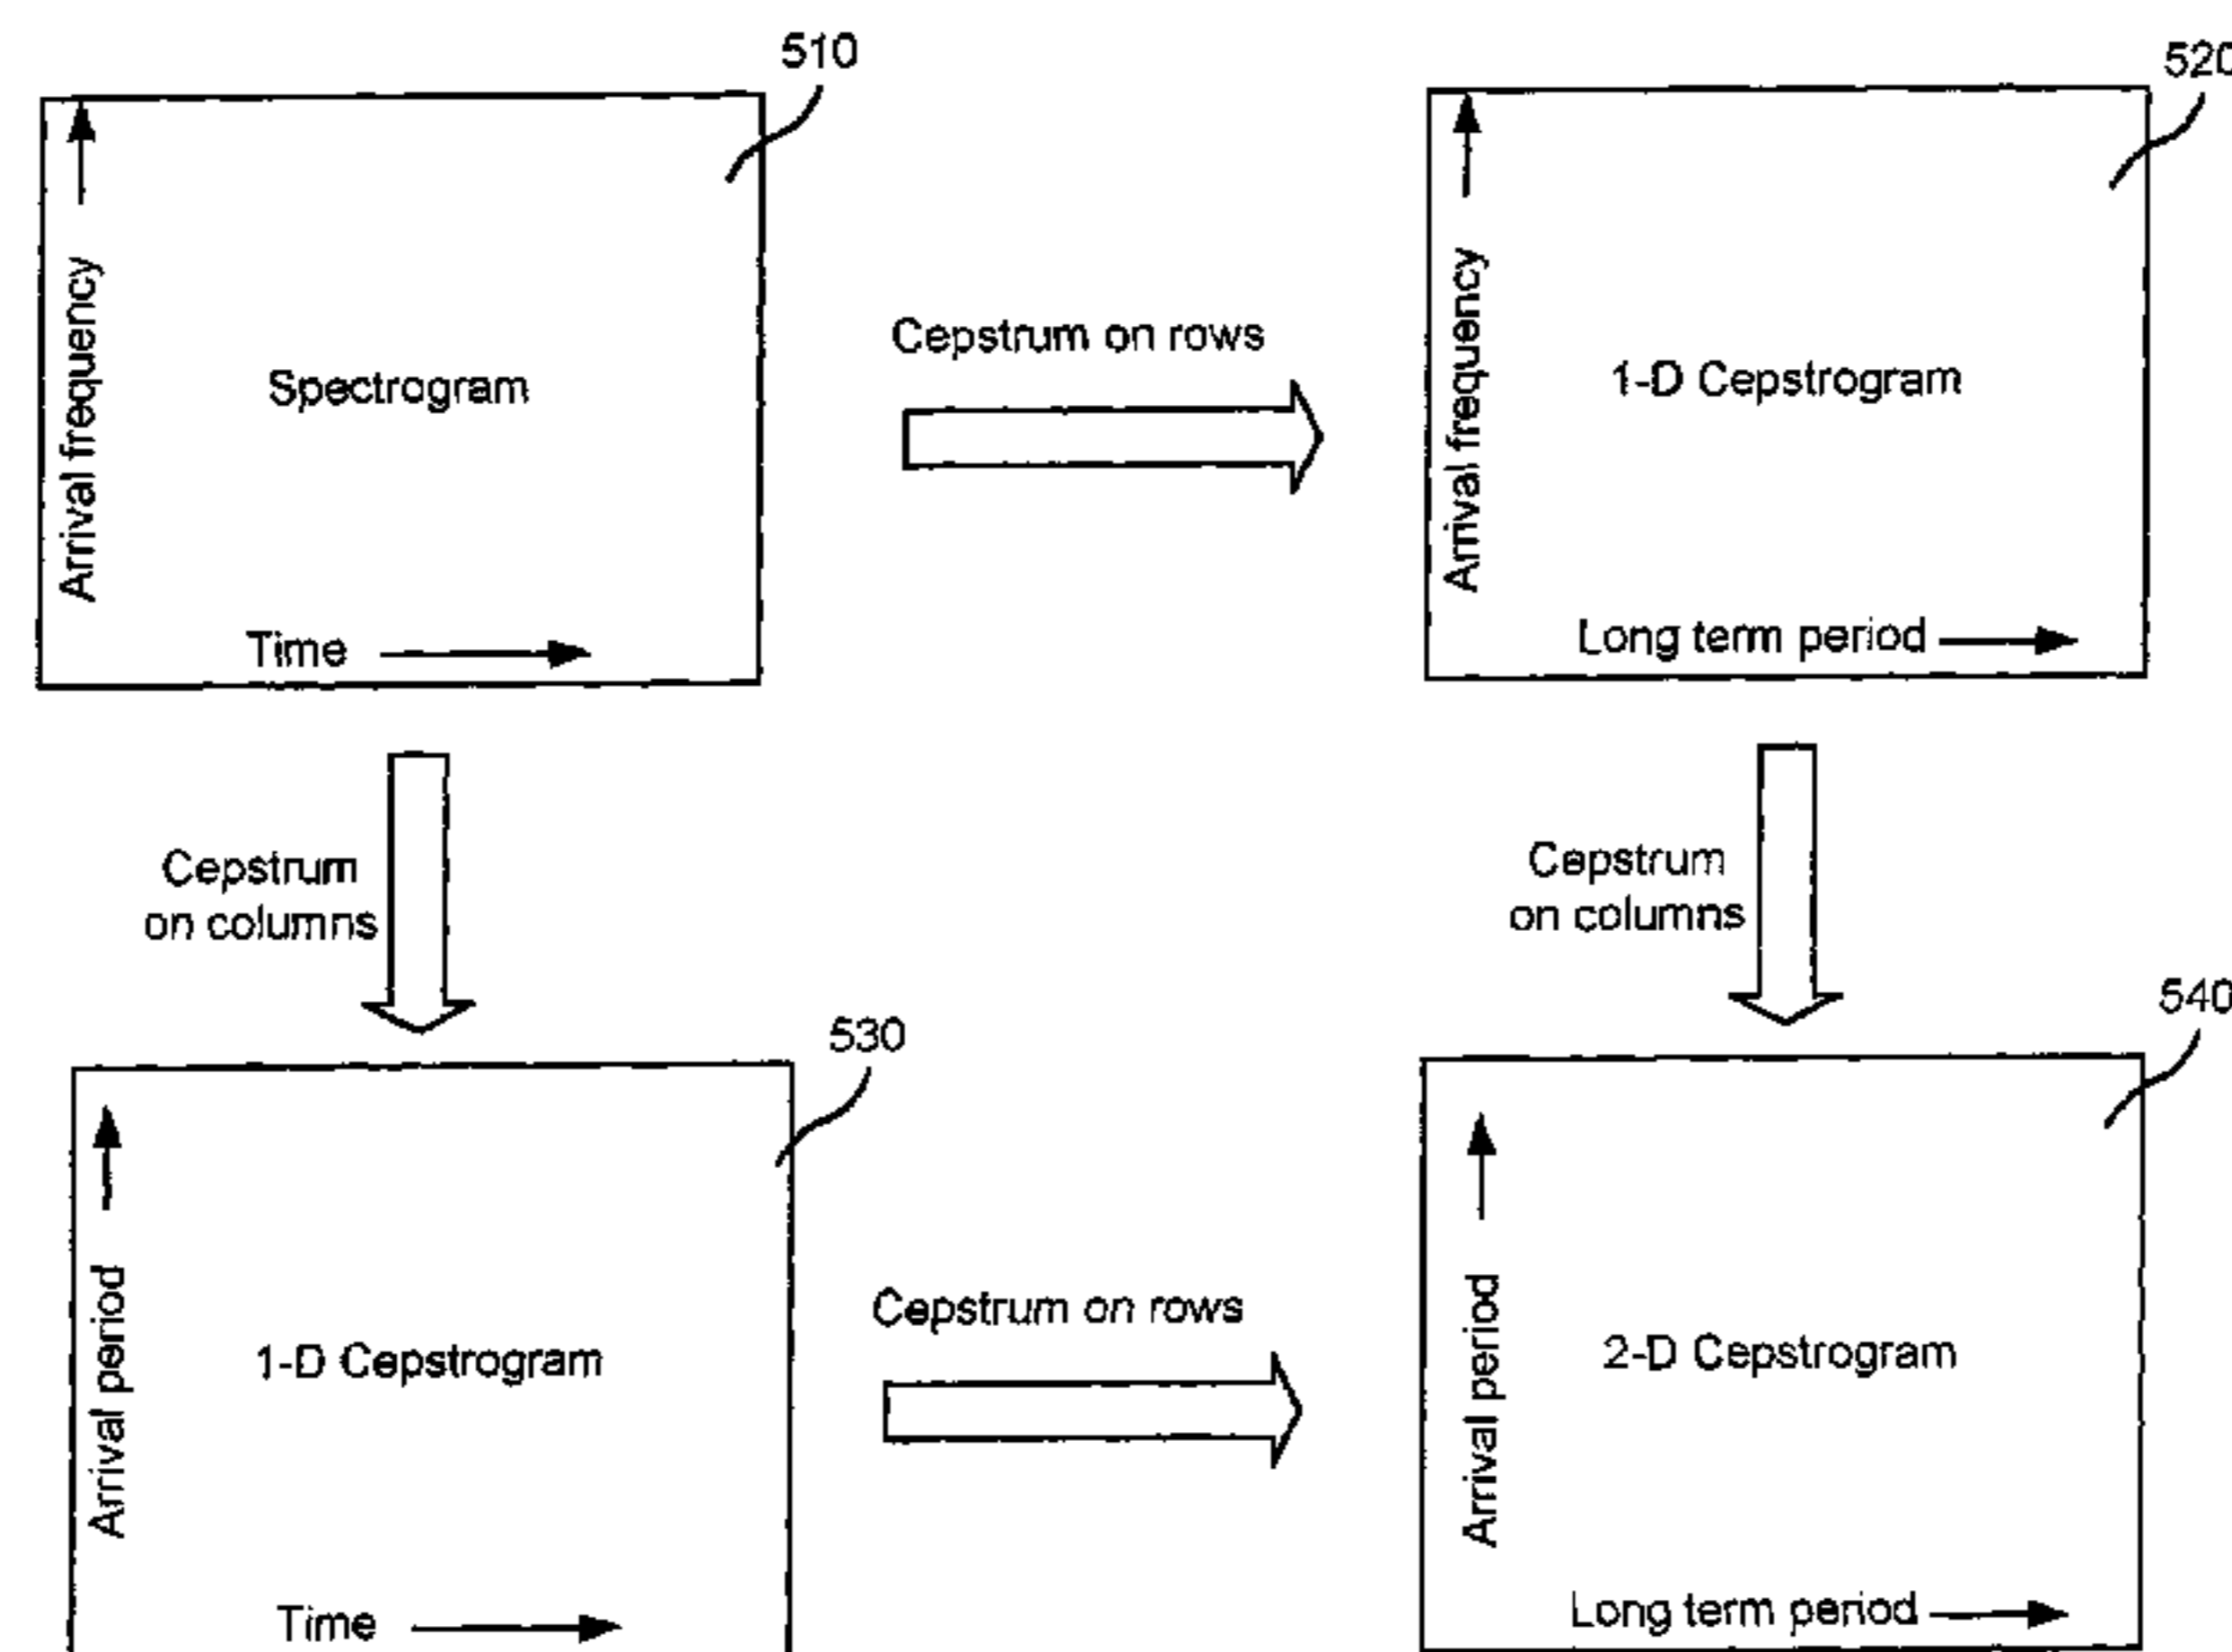 510
520
Arrival frequency
Spectrogram
Time
Cepstrum on rows
Arrival frequency
1-D Cepstrogram
Long term period
Cepstrum
on columns
Cepstrum
on columns
530
540
Arrival period
1-D Cepstrogram
Time
Cepstrum on rows
Arrival period
2-D Cepstrogram
Long term period